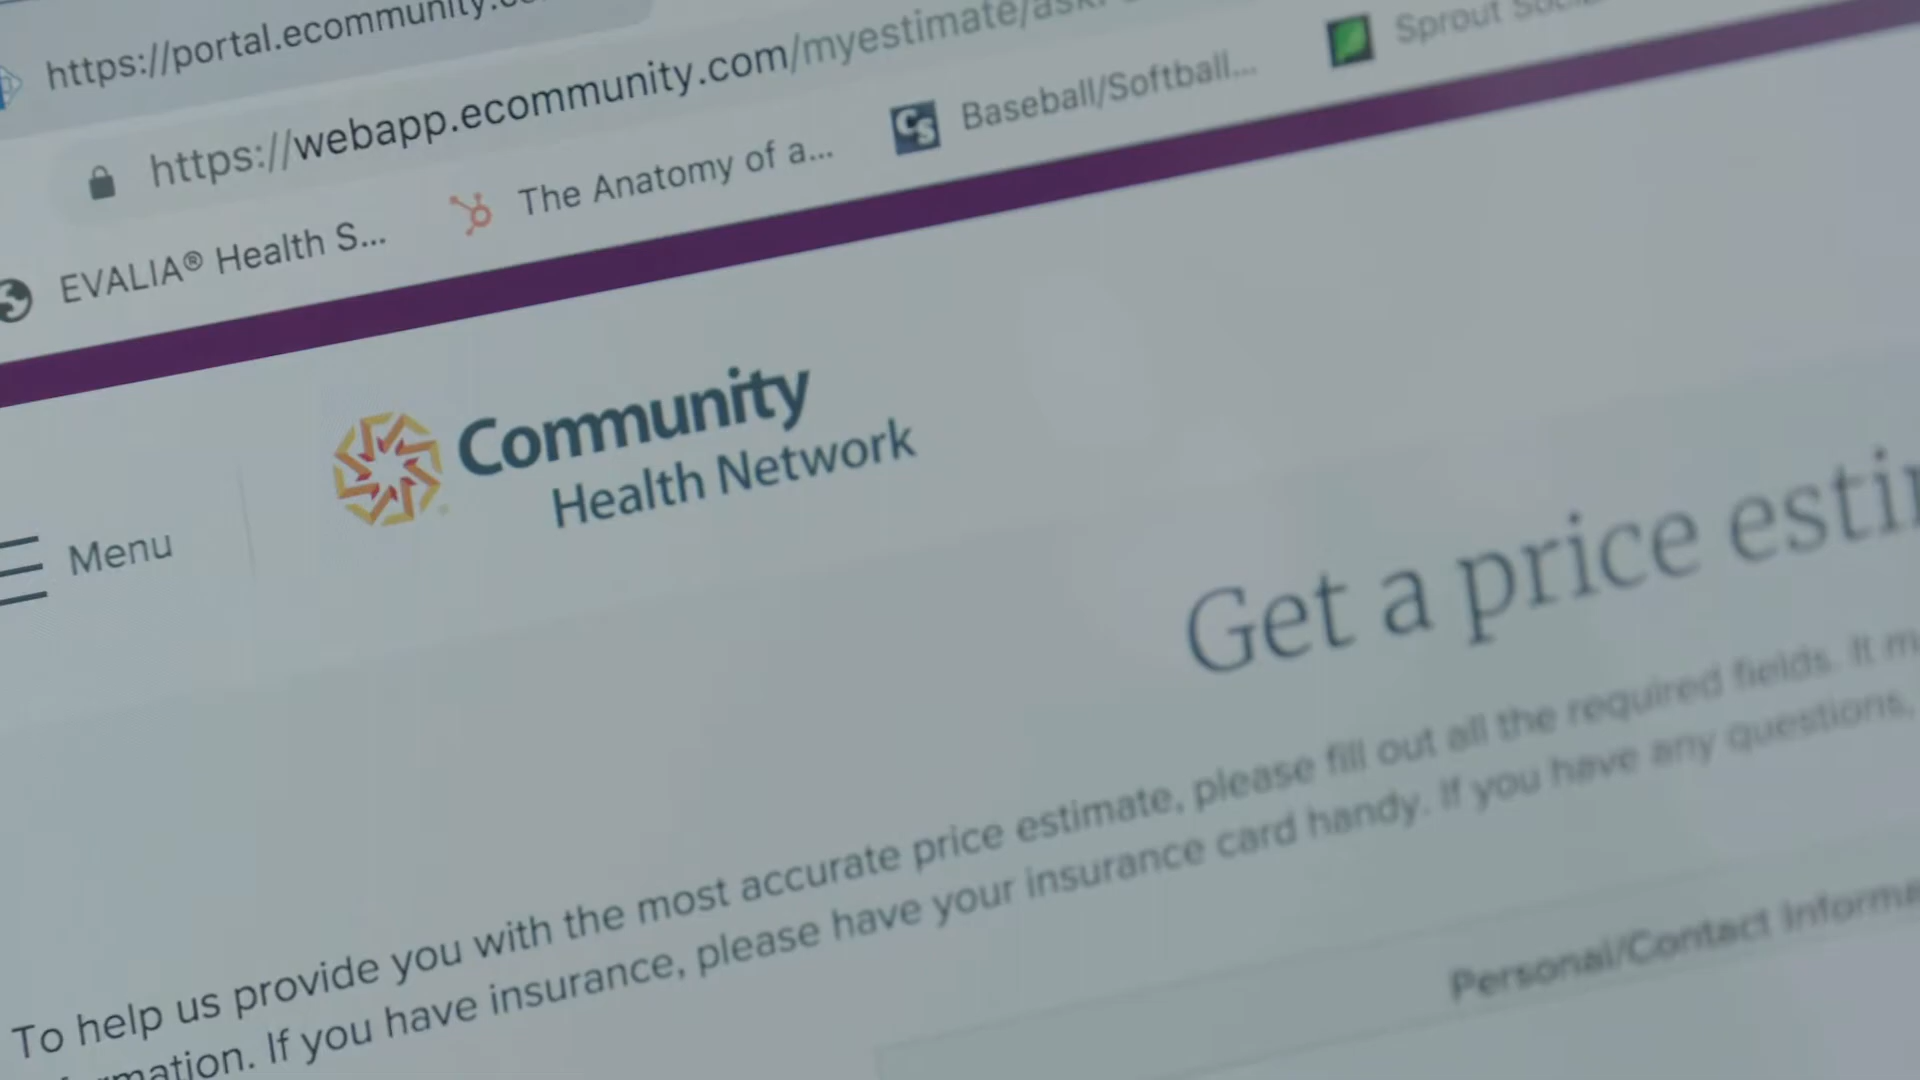 https://portal.ecommunity.
https://webapp.ecommunity.com/myestimate/ask
EVALIA® Health S...
The Anatomy of a...
Baseball/Softball...
Sprout
Menu
Community
Health Network
Get a price
To help us provide you with the most accurate price estimate, please fill out all the required fields. It
If you have insurance, please have your insurance card handy. If you have any questions,
Personal/Contact